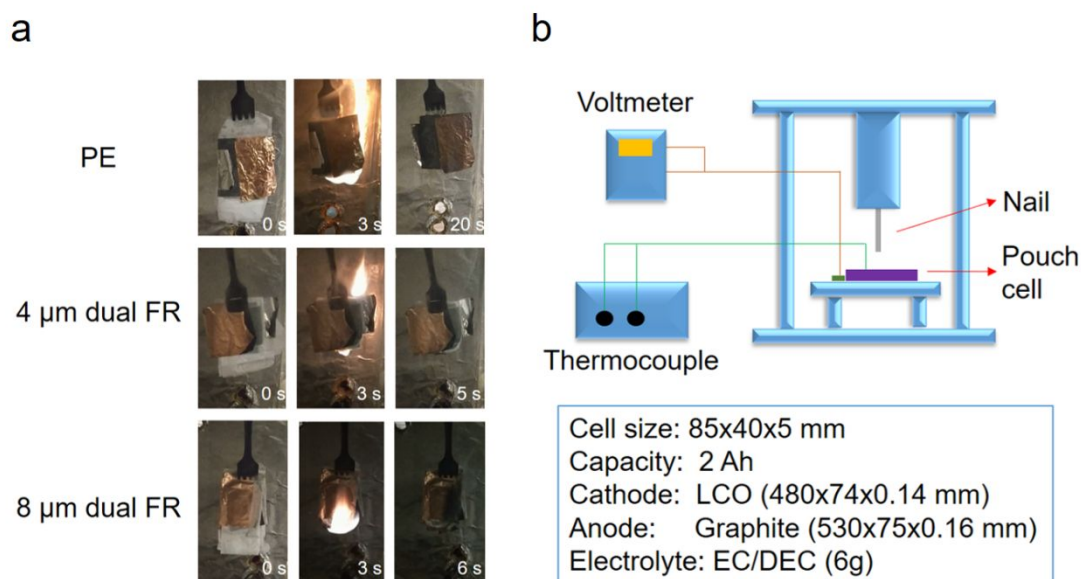 a
PE
0 s
3 s
20 s
4 µm dual FR
0 s
3 s
5 s
8 µm dual FR
0 s
3 s
6 s
b
Voltmeter
Nail
Pouch
cell
Thermocouple
Cell size: 85x40x5 mm
Capacity: 2 Ah
Cathode: LCO (480x74x0.14 mm)
Anode: Graphite (530x75x0.16 mm)
Electrolyte: EC/DEC (6g)